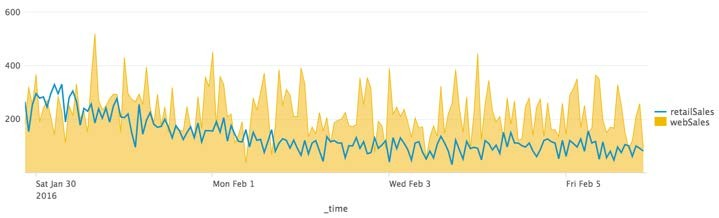 600
400
200
Sat Jan 30
2016
Mon Feb 1
Wed Feb 3
Fri Feb 5
_time
retailSales
webSales